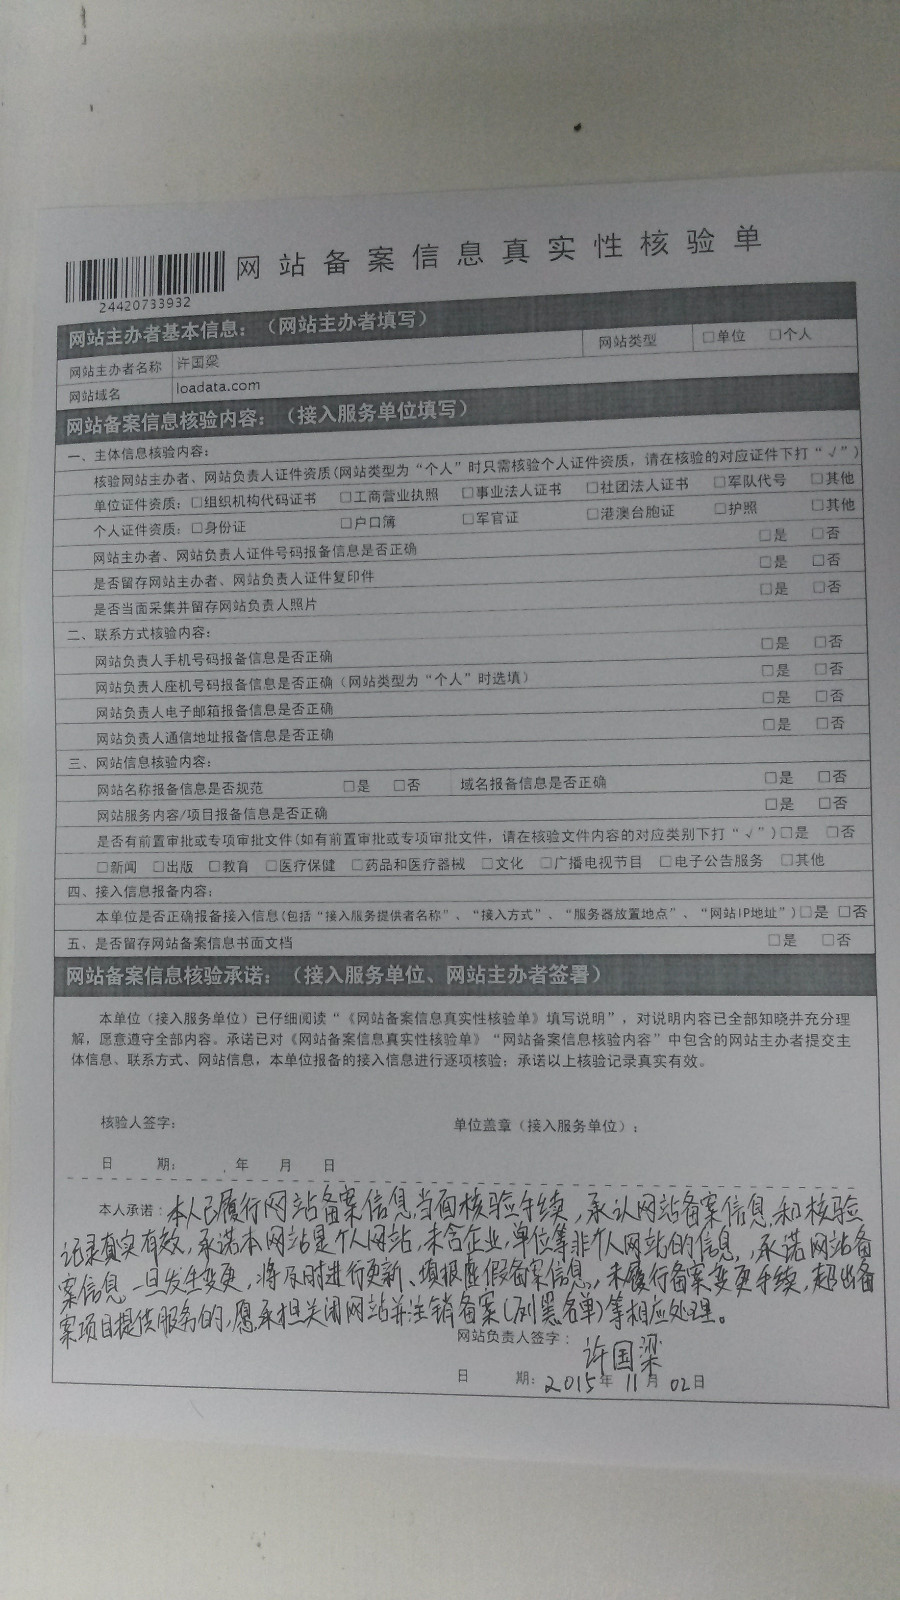 网站备案信息真实性核验单
24420733932
网站主办者基本信息：（网站主办者填写）
网站主办者名称 许国梁 网站类型 □单位 □个人
网站域名 loadata.com
网站备案信息核验内容：（接入服务单位填写）
一、主体信息核验内容：
核验网站主办者、网站负责人证件资质(网站类型为“个人”时只需核验个人证件资质，请在核验的对应证件下打“√”)
单位证件资质：□组织机构代码证书 □工商营业执照 □事业法人证书 □社团法人证书 □军队代号 □其他
个人证件资质：□身份证 □户口簿 □军官证 □港澳台胞证 □护照 □其他
网站主办者、网站负责人证件号码报备信息是否正确 □是 □否
是否留存网站主办者、网站负责人证件复印件 □是 □否
是否当面采集并留存网站负责人照片 □是 □否
二、联系方式核验内容：
网站负责人手机号码报备信息是否正确 □是 □否
网站负责人座机号码报备信息是否正确（网站类型为“个人”时选填） □是 □否
网站负责人电子邮箱报备信息是否正确 □是 □否
网站负责人通信地址报备信息是否正确 □是 □否
三、网站信息核验内容：
网站名称报备信息是否规范 □是 □否 域名报备信息是否正确 □是 □否
网站服务内容/项目报备信息是否正确 □是 □否
是否有前置审批或专项审批文件(如有前置审批或专项审批文件，请在核验文件内容的对应类别下打“√”)□是 □否
□新闻 □出版 □教育 □医疗保健 □药品和医疗器械 □文化 □广播电视节目 □电子公告服务 □其他
四、接入信息报备内容：
本单位是否正确报备接入信息(包括“接入服务提供者名称”、“接入方式”、“服务器放置地点”、“网站IP地址”)□是 □否
五、是否留存网站备案信息书面文档 □是 □否
网站备案信息核验承诺：（接入服务单位、网站主办者签署）
本单位（接入服务单位）已仔细阅读“《网站备案信息真实性核验单》填写说明”，对说明内容已全部知晓并充分理
解，愿意遵守全部内容。承诺已对《网站备案信息真实性核验单》“网站备案信息核验内容”中包含的网站主办者提交主
体信息、联系方式、网站信息，本单位报备的接入信息进行逐项核验；承诺以上核验记录真实有效。
核验人签字： 单位盖章（接入服务单位）：
日 期： 年 月 日
本人承诺：本人已履行网站备案信息当面核验手续，承认网站备案信息和核验
记录真实有效，承诺本网站是个人网站，未含企业，单位等非个人网站的信息，承诺网站备
案信息一旦发生变更，将及时进行更新、填报虚假备案信息，未履行备案变更手续，超出备
案项目提供服务的，愿承担关闭网站并注销备案（列黑名单）等相应处理。
网站负责人签字：许国梁
日 期：2015年11月02日